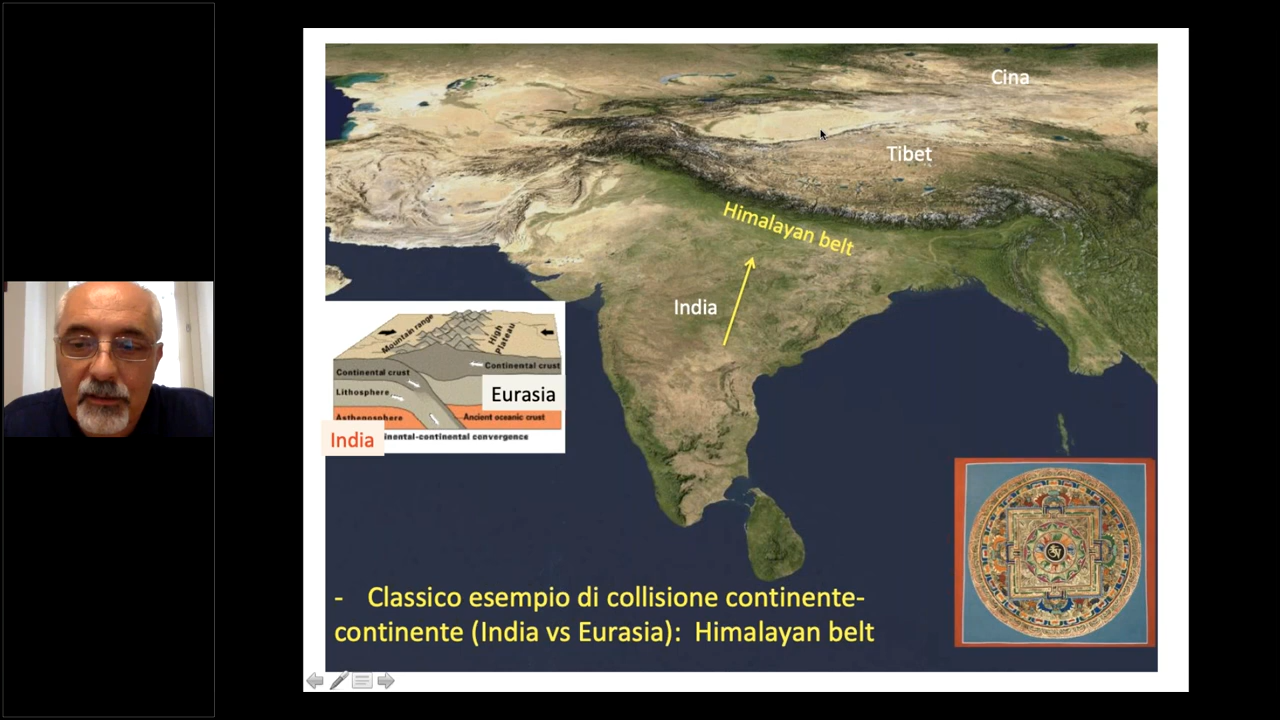 Cina
Tibet
Himalayan belt
India
Mountain range
High
Plateau
Continental crust
Continental crust
Lithosphere
Eurasia
Asthenosphere
Ancient oceanic crust
India
inental-continental convergence
- Classico esempio di collisione continente-
continente (India vs Eurasia): Himalayan belt